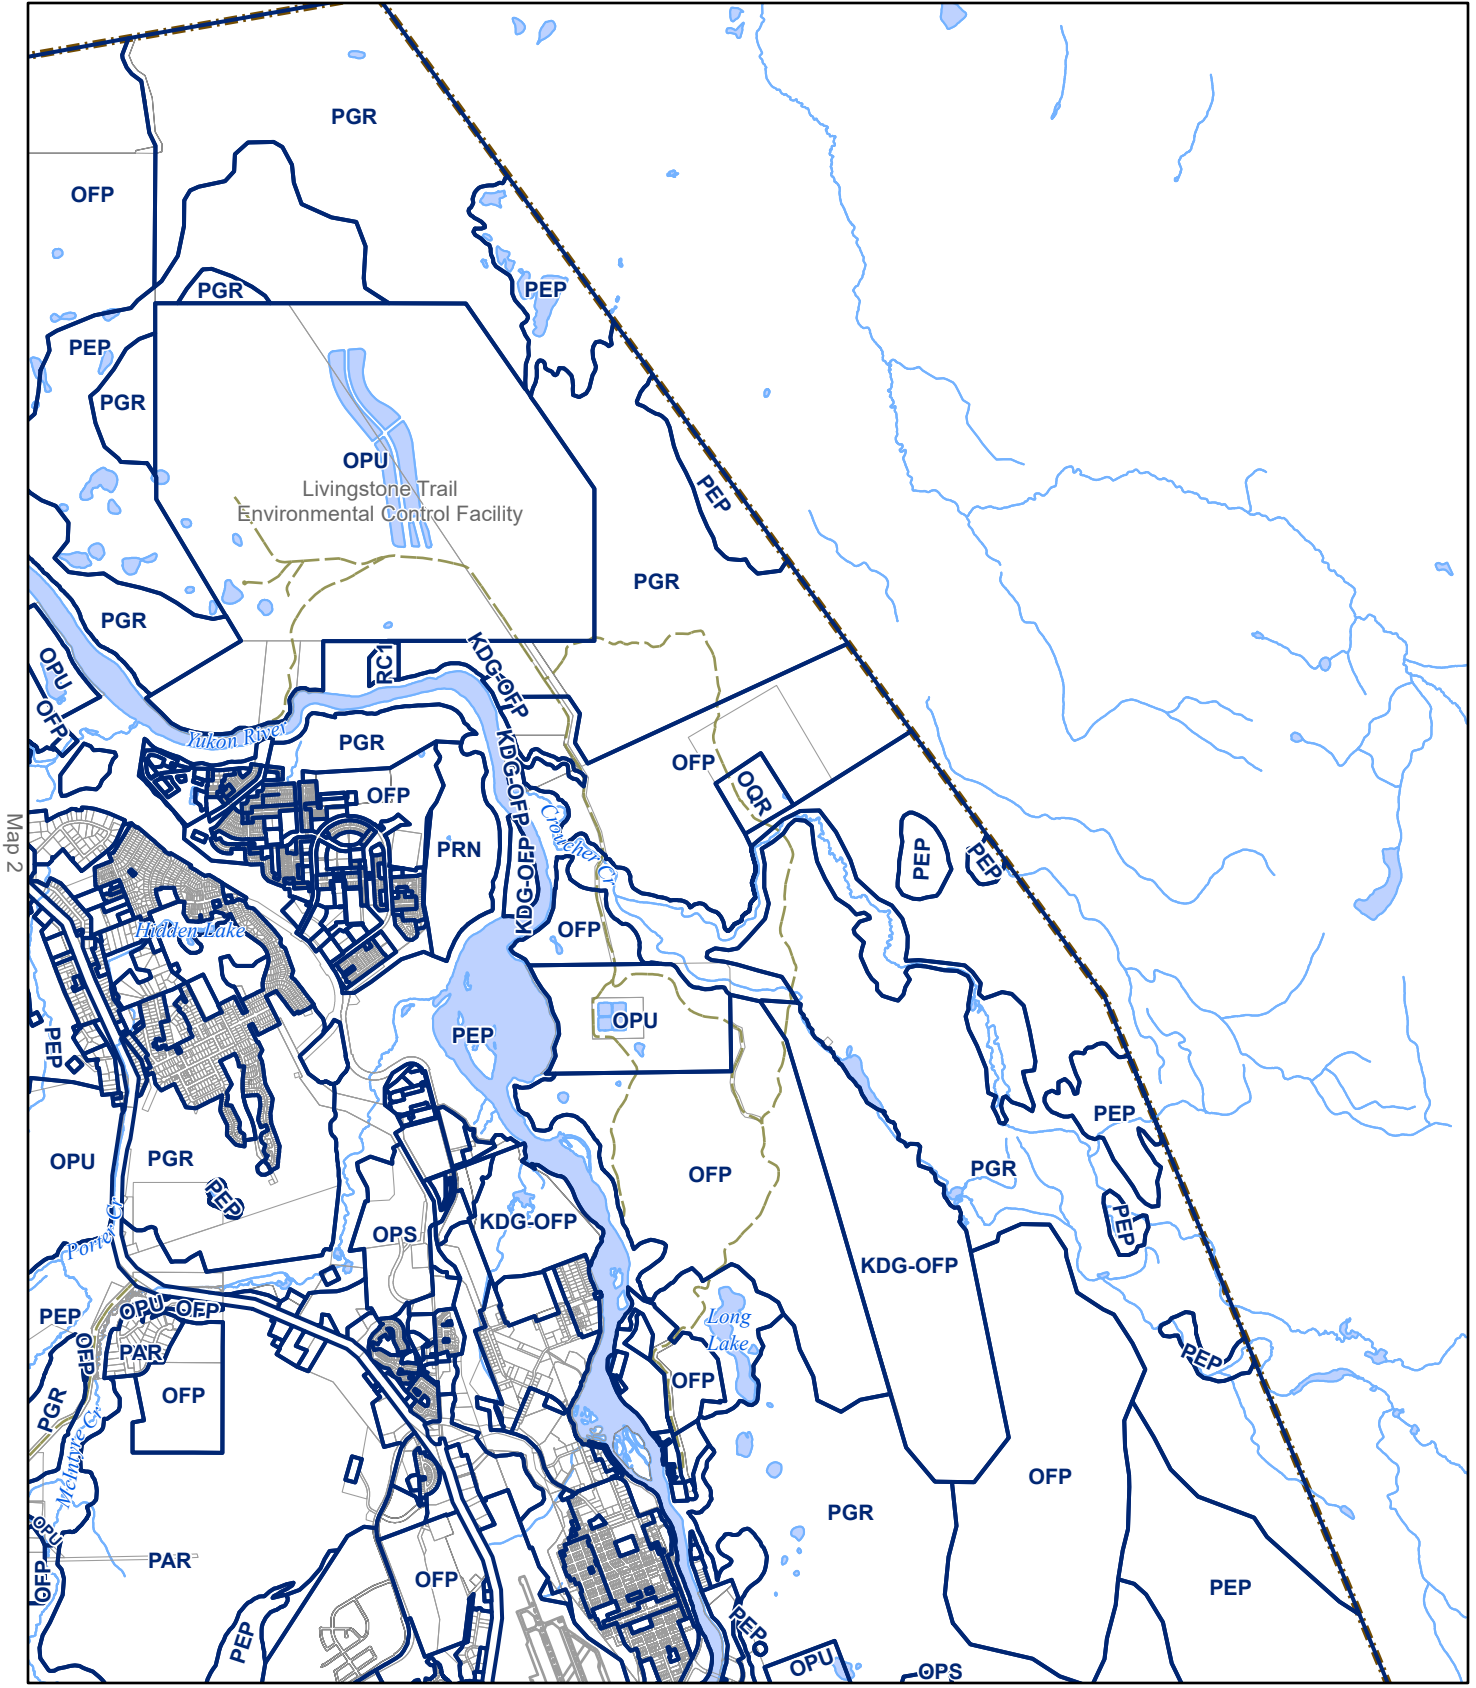 PGR
OFP
PGR
PEP
PEP
PGR
OPU
Livingstone Trail
Environmental Control Facility
PEP
PGR
PGR
OPU
RC1
KDG-OFP
OFP
Yukon River
PGR
KDG-OFP
OFP
OQR
OFP
Croucher Cr
Map 2
PRN
KDG-OFP
PEP
PEP
Hidden Lake
OFP
PEP
PEP
OPU
PEP
OPU
PGR
OFP
PGR
PEP
OPS
KDG-OFP
PEP
Porter Cr
KDG-OFP
PEP
OPU
OFP
Long
Lake
OFP
PAR
PEP
OFP
OFP
PGR
McIntyre Cr
OFP
PGR
OPU
PAR
OFP
OFP
PEP
PEP
PEP
OPU
OPS